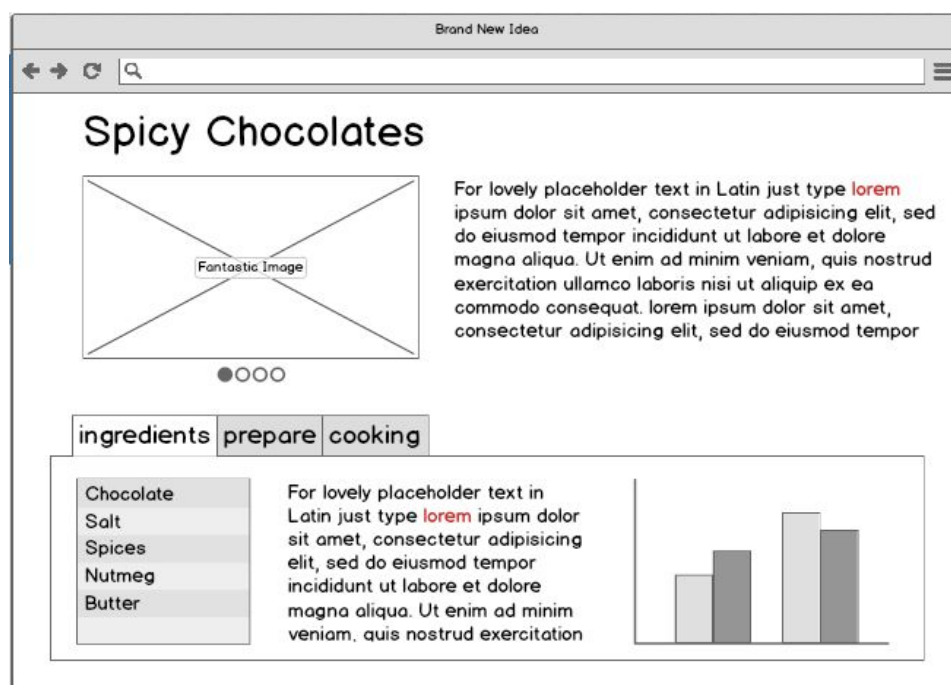 Brand New Idea
Spicy Chocolates
Fantastic Image
For lovely placeholder text in Latin just type lorem
ipsum dolor sit amet, consectetur adipisicing elit, sed
do eiusmod tempor incididunt ut labore et dolore
magna aliqua. Ut enim ad minim veniam, quis nostrud
exercitation ullamco laboris nisi ut aliquip ex ea
commodo consequat. lorem ipsum dolor sit amet,
consectetur adipisicing elit, sed do eiusmod tempor
ingredients prepare cooking
Chocolate
Salt
Spices
Nutmeg
Butter
For lovely placeholder text in
Latin just type lorem ipsum dolor
sit amet, consectetur adipisicing
elit, sed do eiusmod tempor
incididunt ut labore et dolore
magna aliqua. Ut enim ad minim
veniam, quis nostrud exercitation